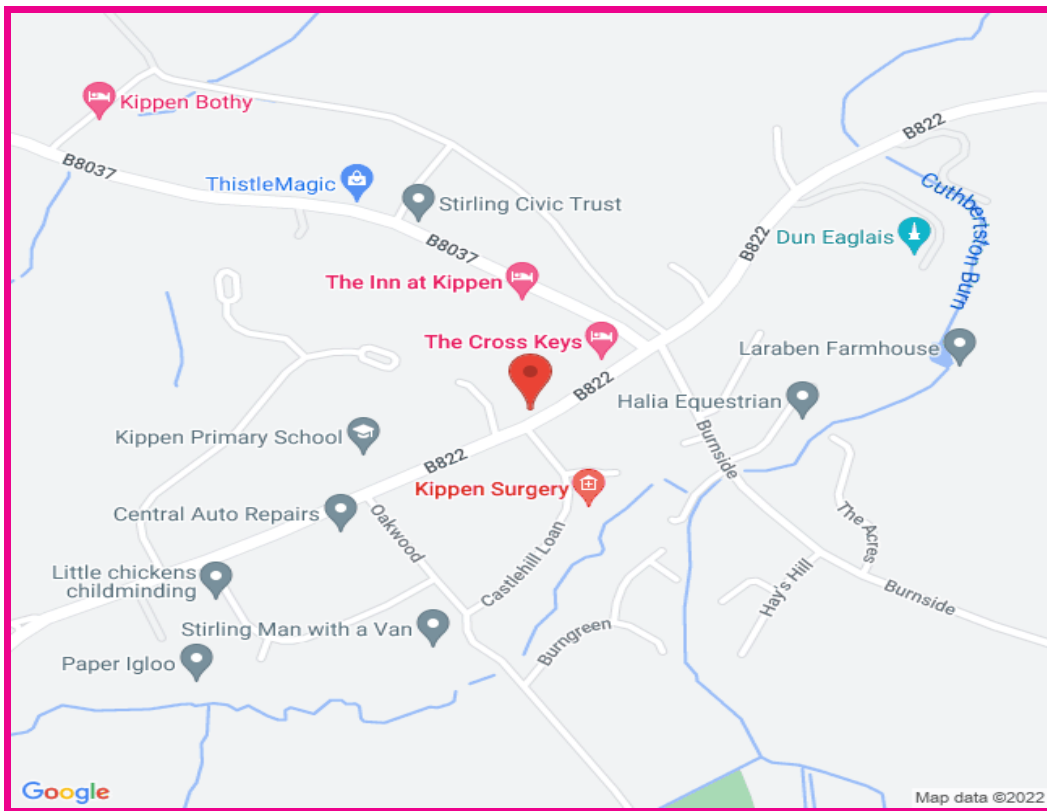 Kippen Bothy
B822
B8037
ThistleMagic
Stirling Civic Trust
Cuthbertston Burn
B8037
B822
Dun Eaglais
The Inn at Kippen
The Cross Keys
Laraben Farmhouse
B822
Halia Equestrian
Kippen Primary School
B822
Burnside
Kippen Surgery
Central Auto Repairs
Oakwood
The Acres
Castlehill Loan
Little chickens
childminding
Hay's Hill
Burnside
Stirling Man with a Van
Burngreen
Paper Igloo
Google
Map data ©2022